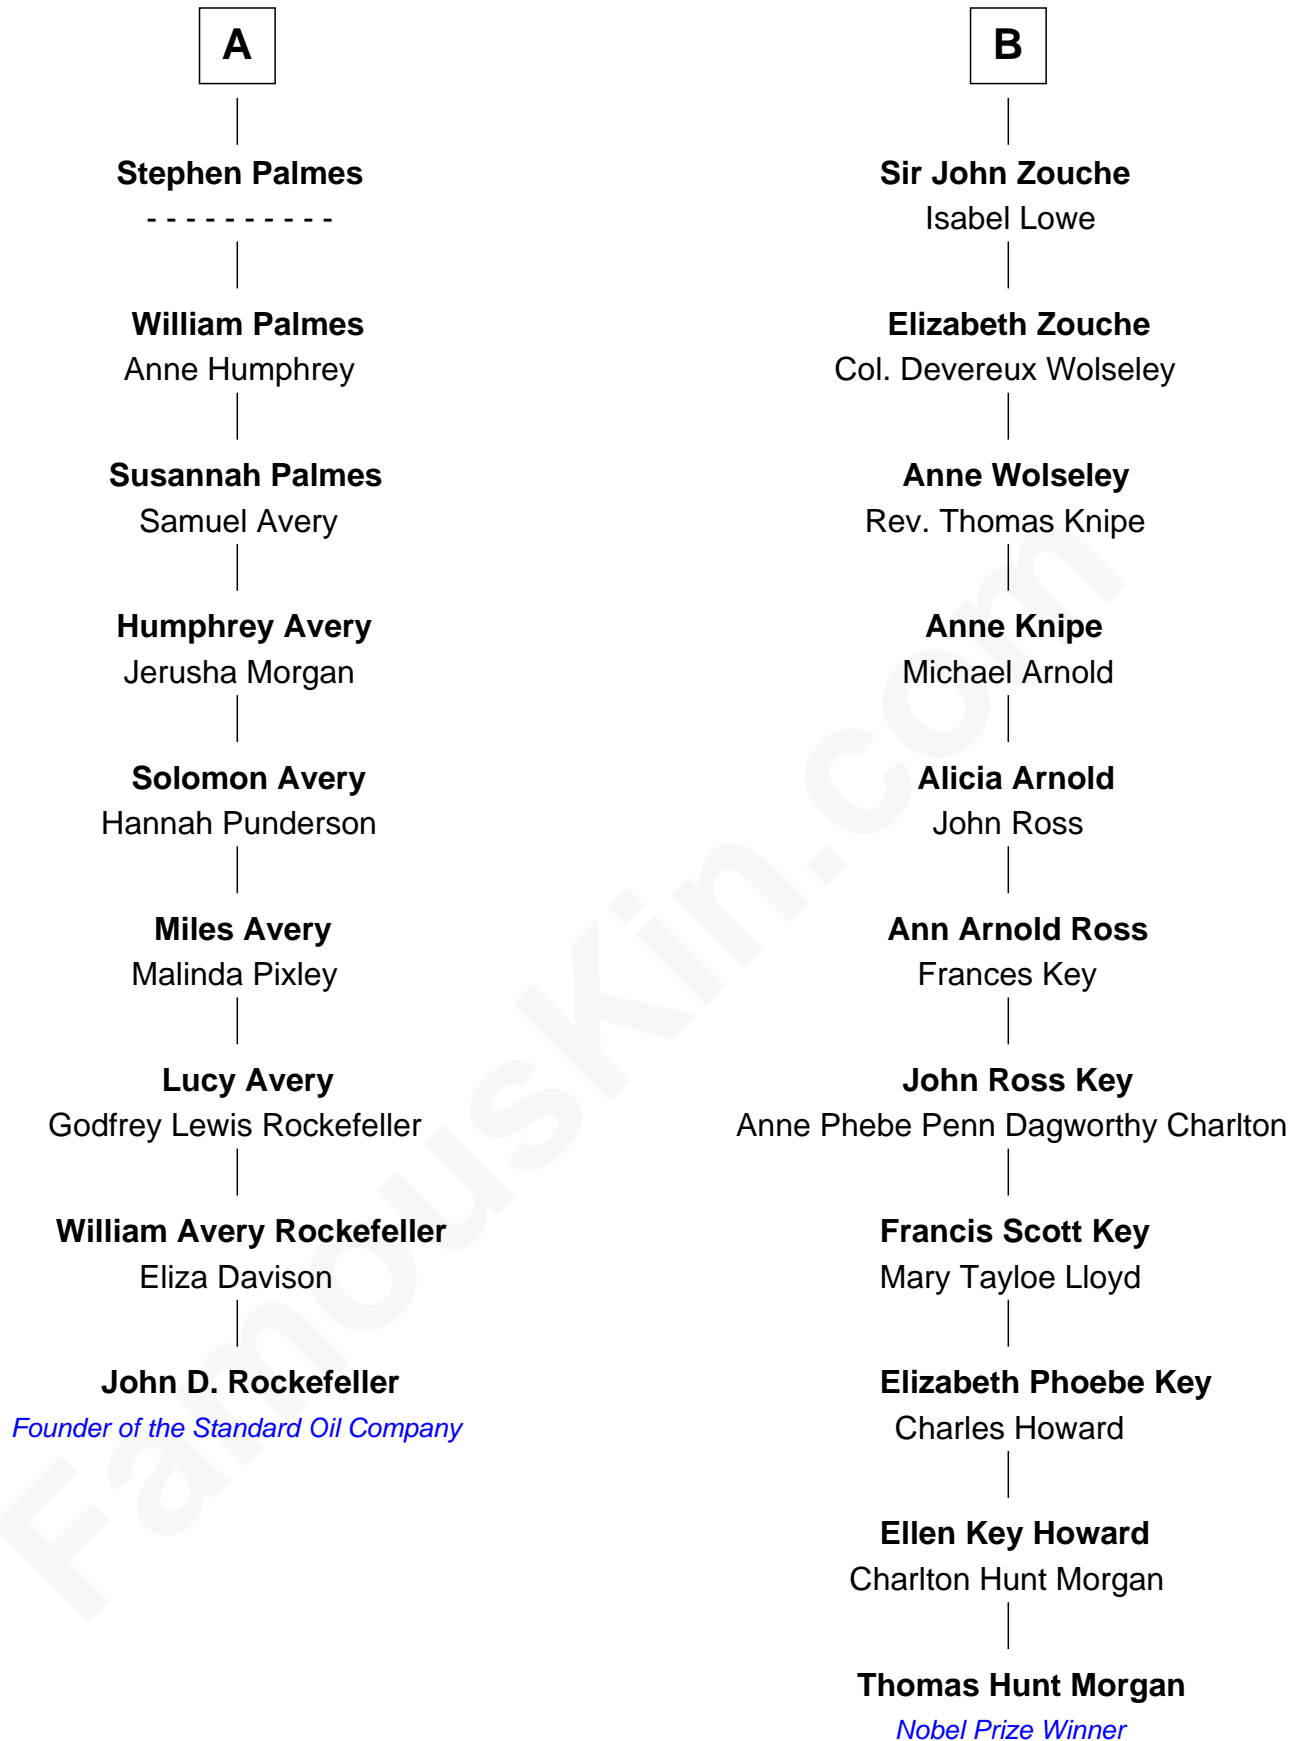 A
Stephen Palmes
- - - - - - - - - -
William Palmes
Anne Humphrey
Susannah Palmes
Samuel Avery
Humphrey Avery
Jerusha Morgan
Solomon Avery
Hannah Punderson
Miles Avery
Malinda Pixley
Lucy Avery
Godfrey Lewis Rockefeller
William Avery Rockefeller
Eliza Davison
John D. Rockefeller
Founder of the Standard Oil Company
B
Sir John Zouche
Isabel Lowe
Elizabeth Zouche
Col. Devereux Wolseley
Anne Wolseley
Rev. Thomas Knipe
Anne Knipe
Michael Arnold
Alicia Arnold
John Ross
Ann Arnold Ross
Frances Key
John Ross Key
Anne Phebe Penn Dagworthy Charlton
Francis Scott Key
Mary Tayloe Lloyd
Elizabeth Phoebe Key
Charles Howard
Ellen Key Howard
Charlton Hunt Morgan
Thomas Hunt Morgan
Nobel Prize Winner
FamousKin.com